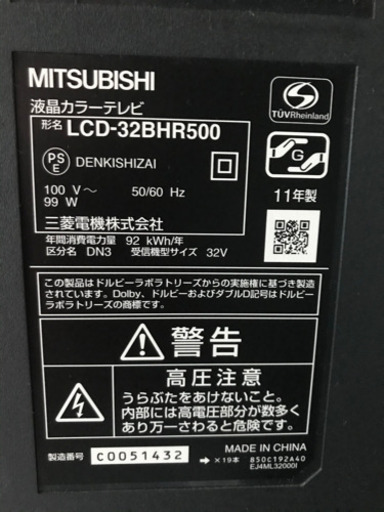 MITSUBISHI
液晶カラーテレビ
形名 LCD-32BHR500
TÜVRheinland
PS
E
DENKISHIZAI
G
100 V～ 50/60 Hz
99 W
11年製
三菱電機株式会社
年間消費電力量 92 kWh/年
区分名 DN3 受信機型サイズ 32V
この製品はドルビーラボラトリーズからの実施権に基づき製造
されています。Dolby、ドルビーおよびダブルD記号はドルビー
ラボラトリーズの商標です。
警告
高圧注意
うらぶたをあけないこと。
内部には高電圧部分が数多く
あり万一さわると危険です。
製造番号 C0051432
MADE IN CHINA
→×19本 850C192A40
EJ4ML32000I